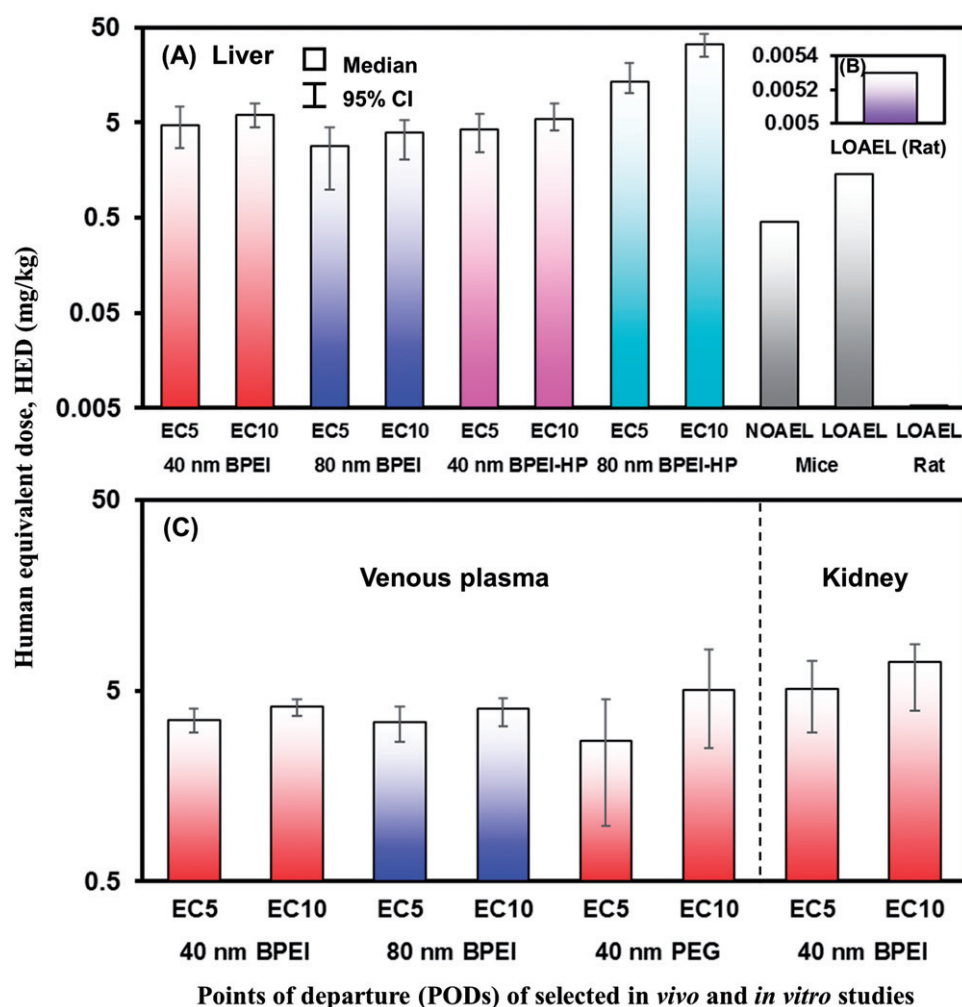 Human equivalent dose, HED (mg/kg)
(A) Liver
Median
95% CI
50
5
0.5
0.05
0.005
(B)
0.0054
0.0052
0.005
LOAEL (Rat)
EC5 EC10 EC5 EC10 EC5 EC10 EC5 EC10 NOAEL LOAEL LOAEL
40 nm BPEI 80 nm BPEI 40 nm BPEI-HP 80 nm BPEI-HP Mice Rat
(C)
Venous plasma Kidney
50
5
0.5
EC5 EC10 EC5 EC10 EC5 EC10 EC5 EC10
40 nm BPEI 80 nm BPEI 40 nm PEG 40 nm BPEI
Points of departure (PODs) of selected in vivo and in vitro studies